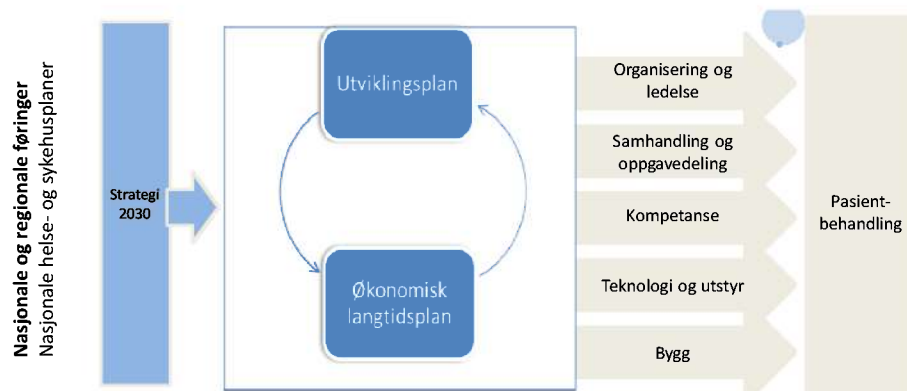 Nasjonale og regionale føringer
Nasjonale helse- og sykehusplaner
Strategi
2030
Utviklingsplan
Økonomisk
langtidsplan
Organisering og
ledelse
Samhandling og
oppgavedeling
Kompetanse
Teknologi og utstyr
Bygg
Pasient-
behandling